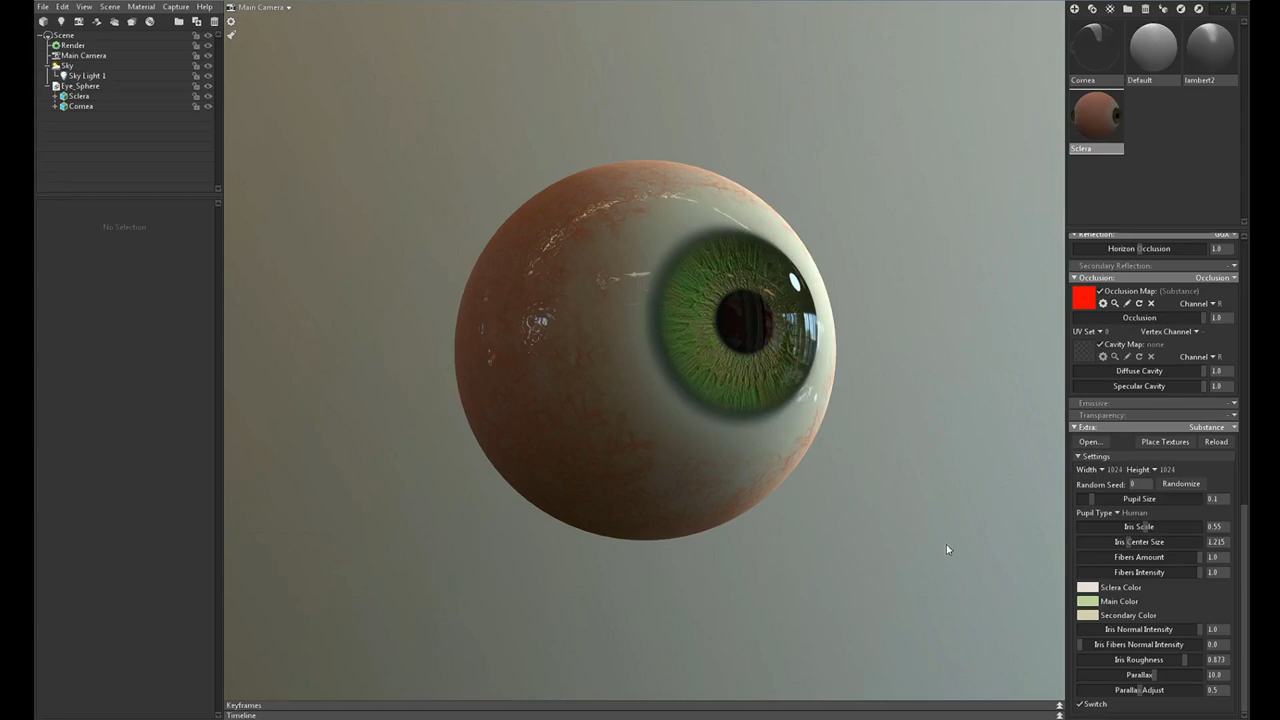 File Edit View Scene Material Capture Help
Main Camera
Scene
Render
Main Camera
Sky
Sky Light 1
Eye_Sphere
Sclera
Cornea
No Selection
Keyframes
Timeline
Cornea Default lambert2
Sclera
Reflection: GGX
Horizon Occlusion 1.0
Secondary Reflection:
Occlusion: Occlusion
Occlusion Map: (Substance)
Channel R
Occlusion 1.0
UV Set 0 Vertex Channel -
Cavity Map: none
Channel R
Diffuse Cavity 1.0
Specular Cavity 1.0
Emissive:
Transparency:
Extra: Substance
Open... Place Textures Reload
Settings
Width 1024 Height 1024
Random Seed: 0 Randomize
Pupil Size 0.1
Pupil Type Human
Iris Scale 0.55
Iris Center Size 1.215
Fibers Amount 1.0
Fibers Intensity 1.0
Sclera Color
Main Color
Secondary Color
Iris Normal Intensity 1.0
Iris Fibers Normal Intensity 0.0
Iris Roughness 0.873
Parallax 10.0
Parallax Adjust 0.5
Switch